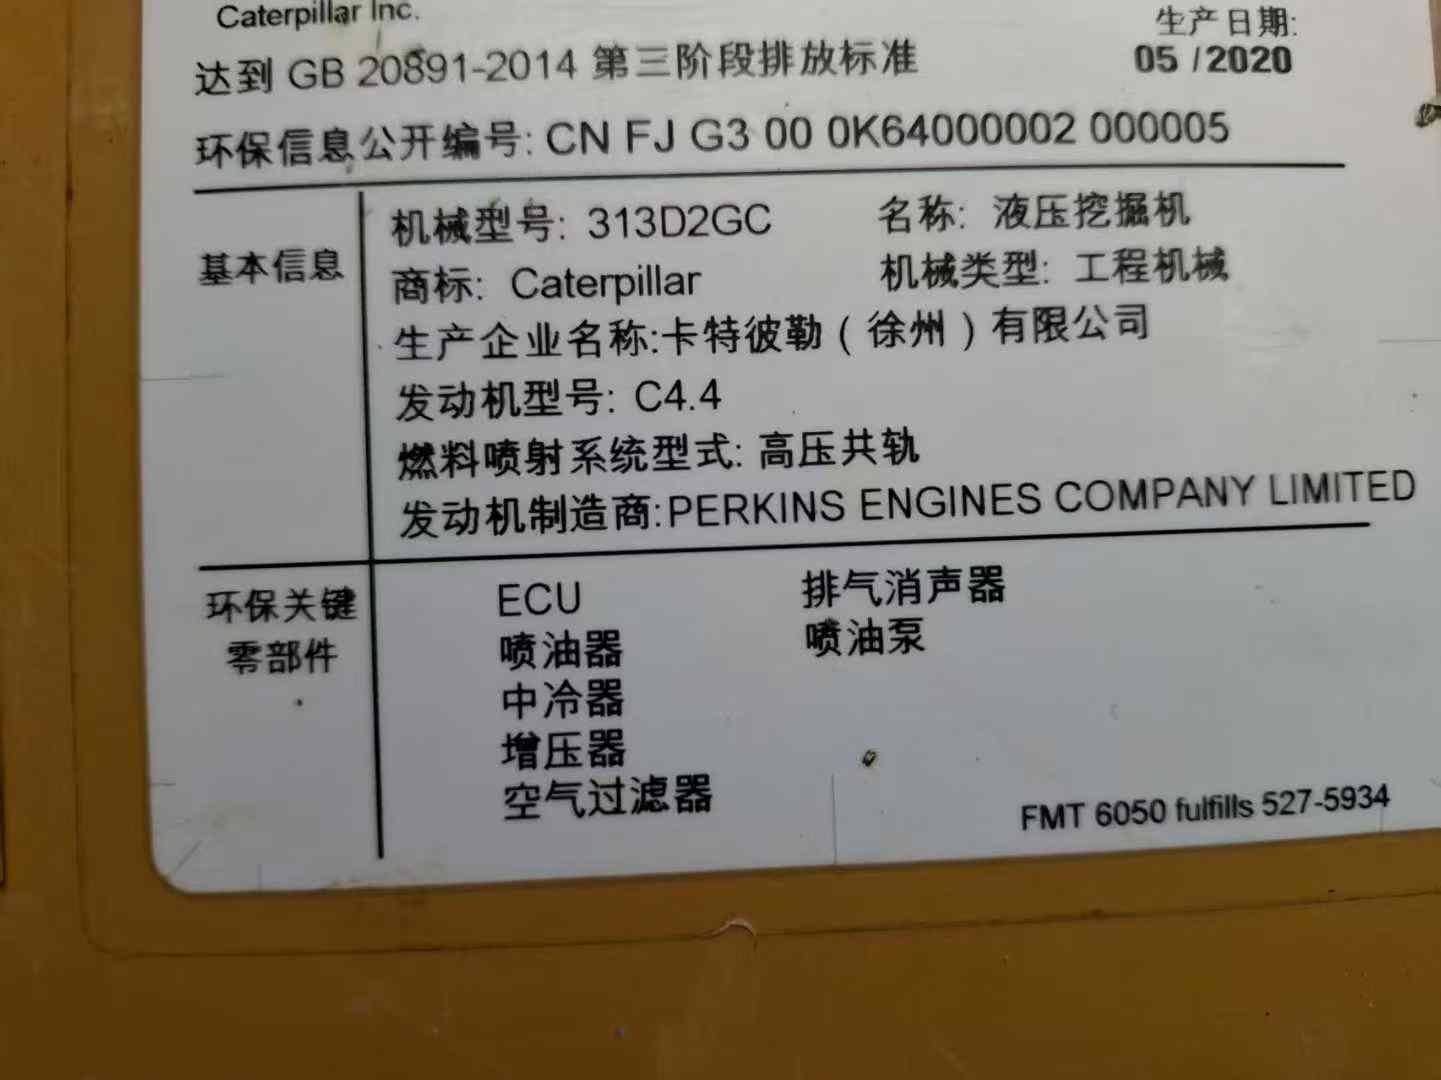 Caterpillar Inc.
生产日期:
达到 GB 20891-2014 第三阶段排放标准
05 /2020
环保信息公开编号: CN FJ G3 00 0K64000002 000005
基本信息
机械型号: 313D2GC
名称: 液压挖掘机
商标: Caterpillar
机械类型: 工程机械
生产企业名称:卡特彼勒（徐州）有限公司
发动机型号: C4.4
燃料喷射系统型式: 高压共轨
发动机制造商:PERKINS ENGINES COMPANY LIMITED
环保关键
零部件
ECU
排气消声器
喷油器
喷油泵
中冷器
增压器
空气过滤器
FMT 6050 fulfills 527-5934